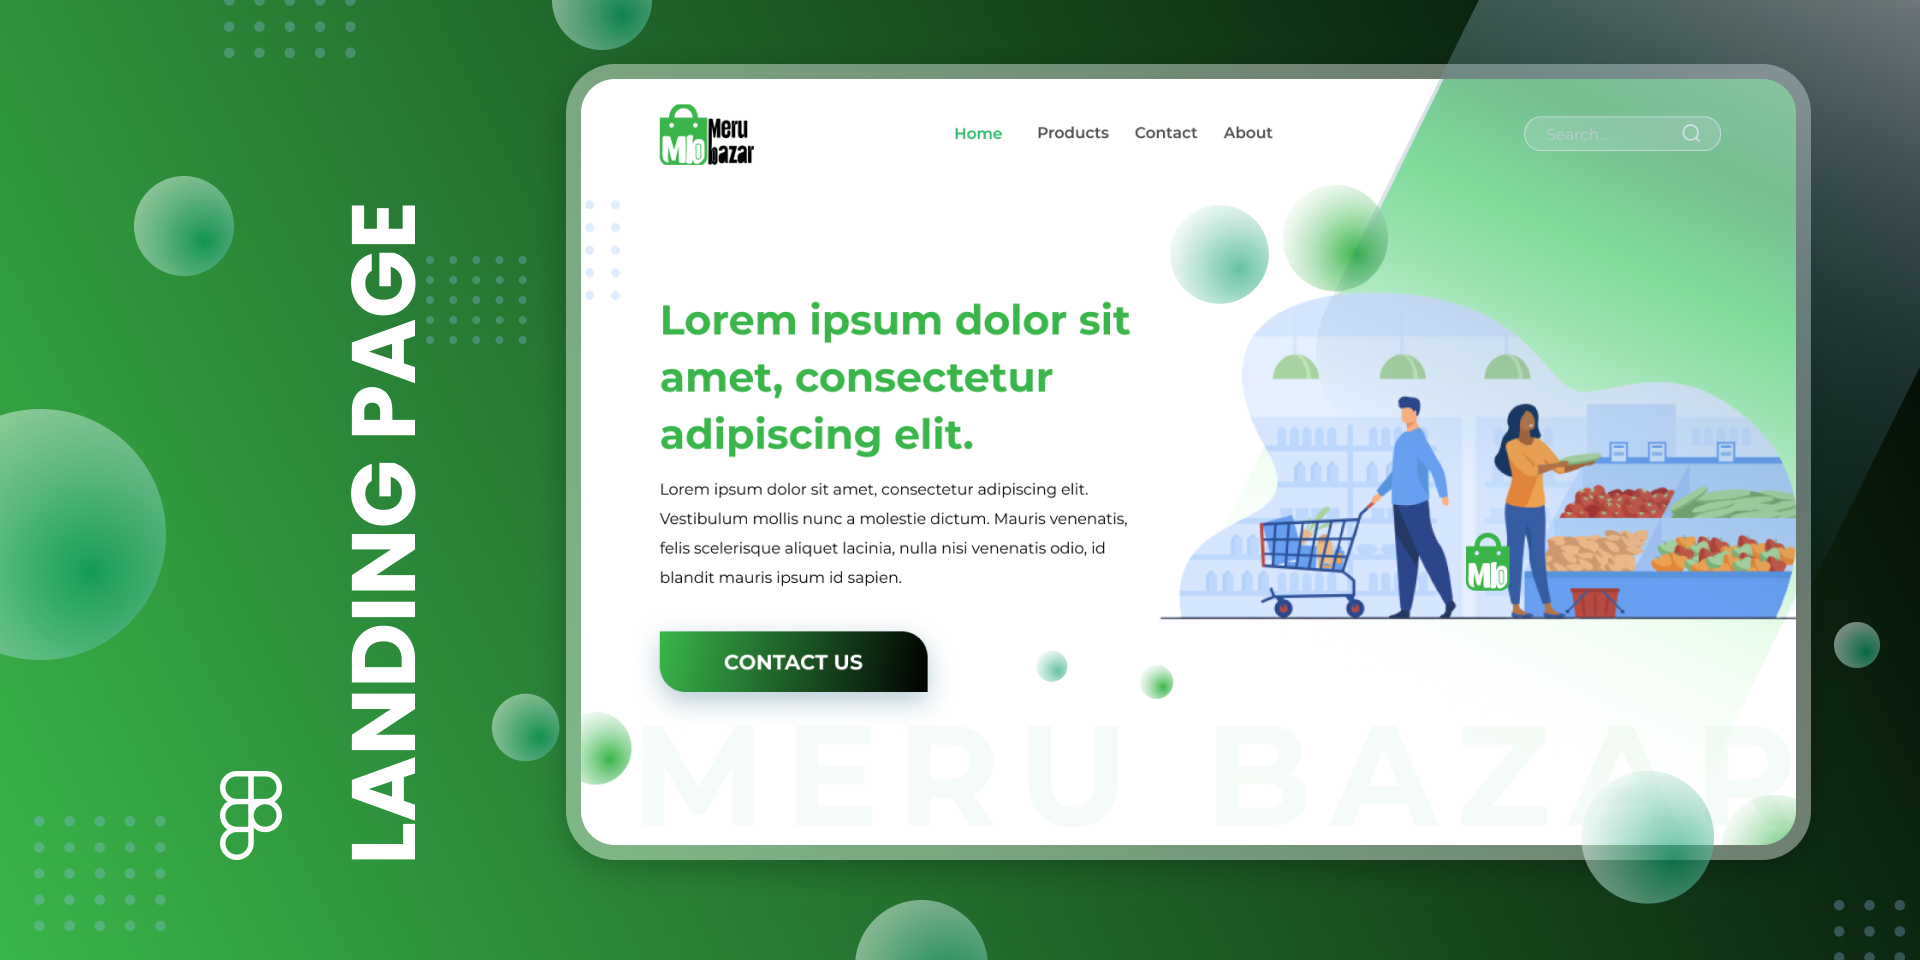 LANDING PAGE
Mb
Meru
bazar
Home
Products
Contact
About
Search...
Lorem ipsum dolor sit
amet, consectetur
adipiscing elit.
Lorem ipsum dolor sit amet, consectetur adipiscing elit.
Vestibulum mollis nunc a molestie dictum. Mauris venenatis,
felis scelerisque aliquet lacinia, nulla nisi venenatis odio, id
blandit mauris ipsum id sapien.
CONTACT US
Mb
MERU BAZAR